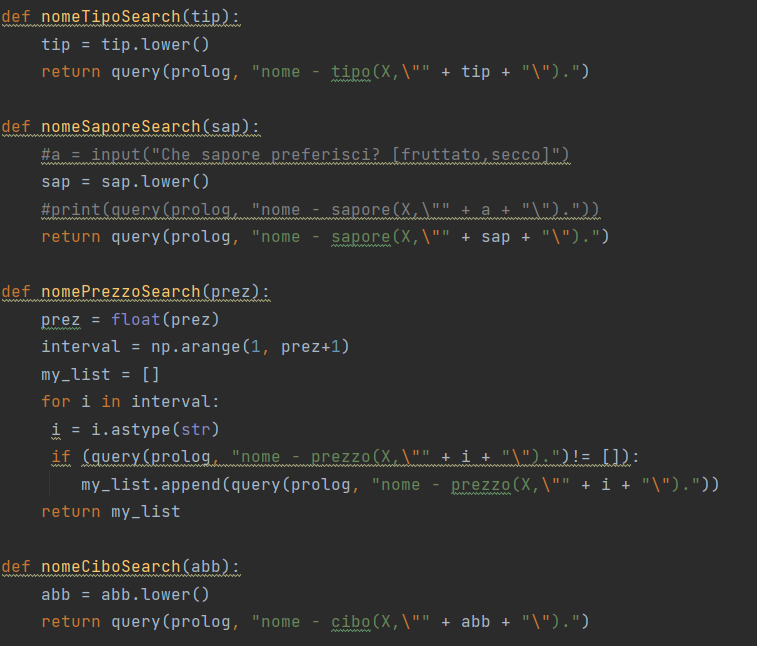 def nomeTipoSearch(tip):
    tip = tip.lower()
    return query(prolog, "nome - tipo(X,\"" + tip + "\").")
def nomeSaporeSearch(sap):
    #a = input("Che sapore preferisci? [fruttato,secco]")
    sap = sap.lower()
    #print(query(prolog, "nome - sapore(X,\"" + a + "\")."))
    return query(prolog, "nome - sapore(X,\"" + sap + "\").")
def nomePrezzoSearch(prez):
    prez = float(prez)
    interval = np.arange(1, prez+1)
    my_list = []
    for i in interval:
     i = i.astype(str)
     if (query(prolog, "nome - prezzo(X,\"" + i + "\").")!= []):
        my_list.append(query(prolog, "nome - prezzo(X,\"" + i + "\")."))
    return my_list
def nomeCiboSearch(abb):
    abb = abb.lower()
    return query(prolog, "nome - cibo(X,\"" + abb + "\").")